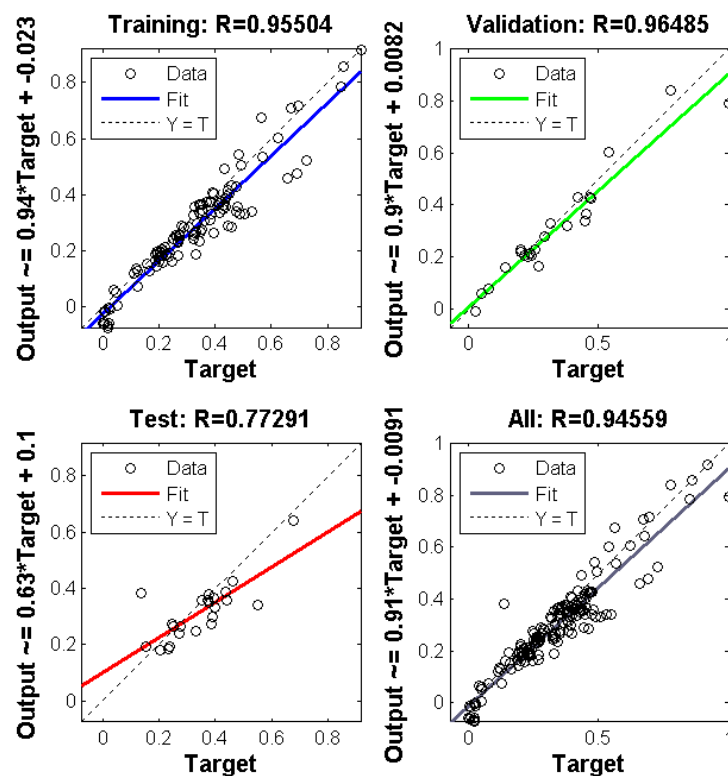 Training: R=0.95504
Output ~= 0.94*Target + -0.023
0.8
0.6
0.4
0.2
0
Data
Fit
Y = T
0 0.2 0.4 0.6 0.8
Target
Validation: R=0.96485
Output ~= 0.9*Target + 0.0082
1
0.8
0.6
0.4
0.2
0
Data
Fit
Y = T
0.5
Target
Test: R=0.77291
Output ~= 0.63*Target + 0.1
0.8
0.6
0.4
0.2
0
Data
Fit
Y = T
0 0.2 0.4 0.6 0.8
Target
All: R=0.94559
Output ~= 0.91*Target + -0.0091
1
0.8
0.6
0.4
0.2
0
Data
Fit
Y = T
0 0.5
Target